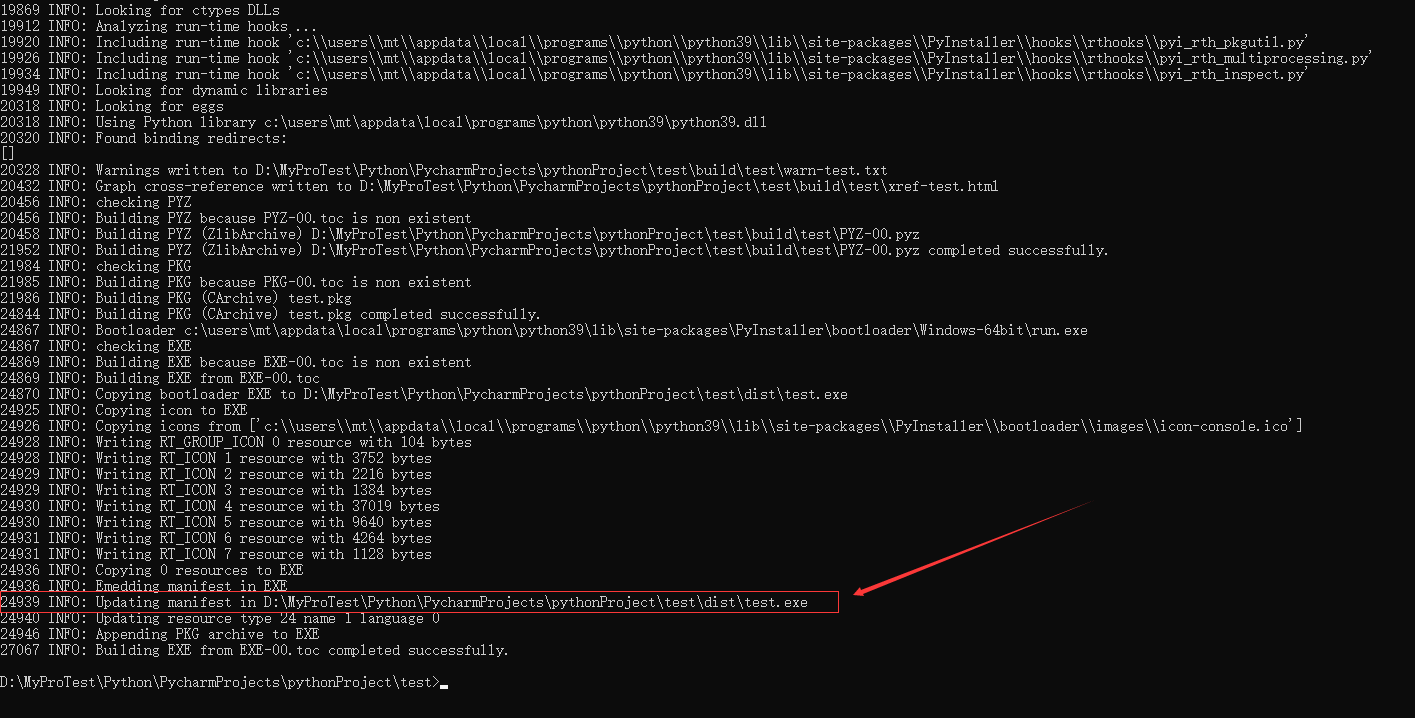 19869 INFO: Looking for ctypes DLLs
19912 INFO: Analyzing run-time hooks ...
19920 INFO: Including run-time hook 'c:\\users\\mt\\appdata\\local\\programs\\python\\python39\\lib\\site-packages\\PyInstaller\\hooks\\rthooks\\pyi_rth_pkgutil.py'
19926 INFO: Including run-time hook 'c:\\users\\mt\\appdata\\local\\programs\\python\\python39\\lib\\site-packages\\PyInstaller\\hooks\\rthooks\\pyi_rth_multiprocessing.py'
19934 INFO: Including run-time hook 'c:\\users\\mt\\appdata\\local\\programs\\python\\python39\\lib\\site-packages\\PyInstaller\\hooks\\rthooks\\pyi_rth_inspect.py'
19949 INFO: Looking for dynamic libraries
20318 INFO: Looking for eggs
20318 INFO: Using Python library c:\users\mt\appdata\local\programs\python\python39\python39.dll
20320 INFO: Found binding redirects:
[]
20328 INFO: Warnings written to D:\MyProTest\Python\PycharmProjects\pythonProject\test\build\test\warn-test.txt
20432 INFO: Graph cross-reference written to D:\MyProTest\Python\PycharmProjects\pythonProject\test\build\test\xref-test.html
20456 INFO: checking PYZ
20456 INFO: Building PYZ because PYZ-00.toc is non existent
20458 INFO: Building PYZ (ZlibArchive) D:\MyProTest\Python\PycharmProjects\pythonProject\test\build\test\PYZ-00.pyz
21952 INFO: Building PYZ (ZlibArchive) D:\MyProTest\Python\PycharmProjects\pythonProject\test\build\test\PYZ-00.pyz completed successfully.
21984 INFO: checking PKG
21985 INFO: Building PKG because PKG-00.toc is non existent
21986 INFO: Building PKG (CArchive) test.pkg
24844 INFO: Building PKG (CArchive) test.pkg completed successfully.
24867 INFO: Bootloader c:\users\mt\appdata\local\programs\python\python39\lib\site-packages\PyInstaller\bootloader\Windows-64bit\run.exe
24867 INFO: checking EXE
24869 INFO: Building EXE because EXE-00.toc is non existent
24869 INFO: Building EXE from EXE-00.toc
24870 INFO: Copying bootloader EXE to D:\MyProTest\Python\PycharmProjects\pythonProject\test\dist\test.exe
24925 INFO: Copying icon to EXE
24926 INFO: Copying icons from ['c:\\users\\mt\\appdata\\local\\programs\\python\\python39\\lib\\site-packages\\PyInstaller\\bootloader\\images\\icon-console.ico']
24928 INFO: Writing RT_GROUP_ICON 0 resource with 104 bytes
24928 INFO: Writing RT_ICON 1 resource with 3752 bytes
24929 INFO: Writing RT_ICON 2 resource with 2216 bytes
24929 INFO: Writing RT_ICON 3 resource with 1384 bytes
24930 INFO: Writing RT_ICON 4 resource with 37019 bytes
24930 INFO: Writing RT_ICON 5 resource with 9640 bytes
24931 INFO: Writing RT_ICON 6 resource with 4264 bytes
24931 INFO: Writing RT_ICON 7 resource with 1128 bytes
24936 INFO: Copying 0 resources to EXE
24936 INFO: Emedding manifest in EXE
24939 INFO: Updating manifest in D:\MyProTest\Python\PycharmProjects\pythonProject\test\dist\test.exe
24940 INFO: Updating resource type 24 name 1 language 0
24946 INFO: Appending PKG archive to EXE
27067 INFO: Building EXE from EXE-00.toc completed successfully.
D:\MyProTest\Python\PycharmProjects\pythonProject\test>